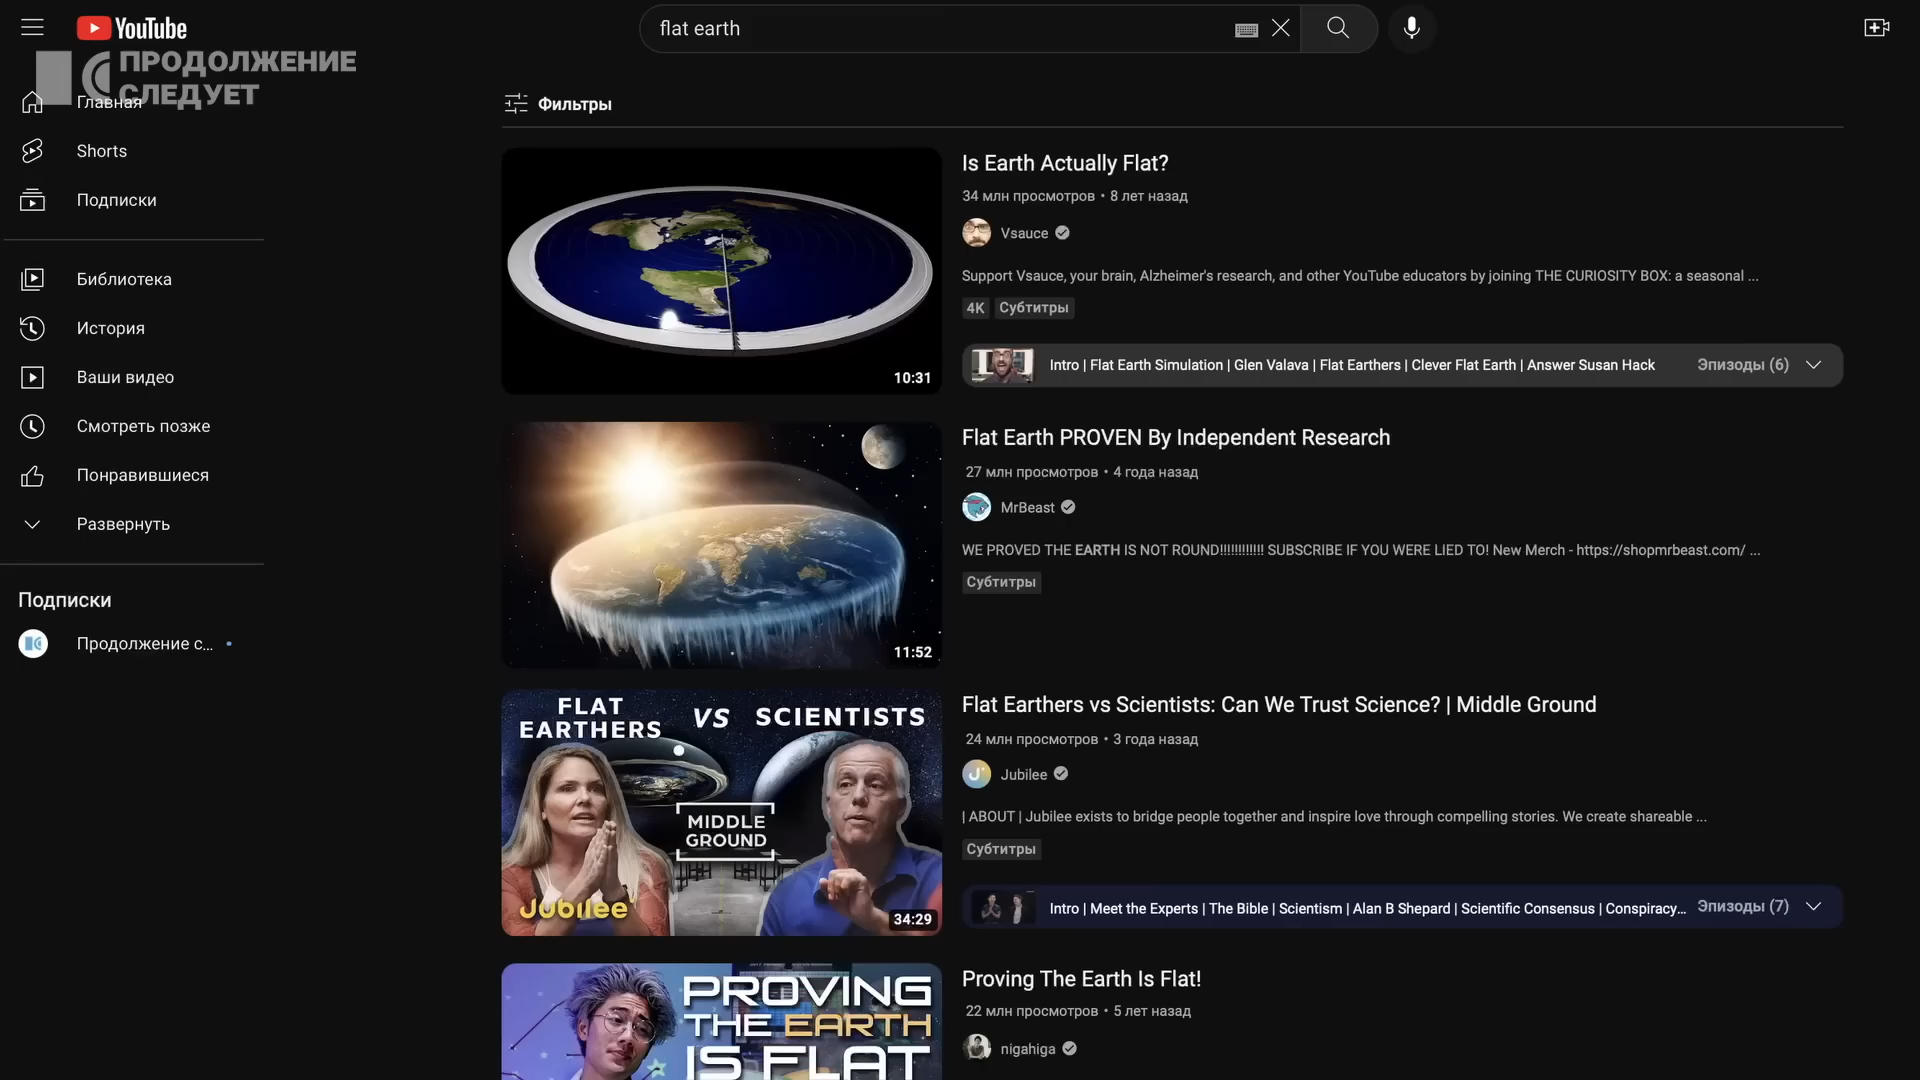 YouTube
flat earth
ПРОДОЛЖЕНИЕ
СЛЕДУЕТ
Главная
Shorts
Подписки
Библиотека
История
Ваши видео
Смотреть позже
Понравившиеся
Развернуть
Подписки
Продолжение с...
Фильтры
10:31
Is Earth Actually Flat?
34 млн просмотров • 8 лет назад
Vsauce
Support Vsauce, your brain, Alzheimer's research, and other YouTube educators by joining THE CURIOSITY BOX: a seasonal ...
4K Субтитры
Intro | Flat Earth Simulation | Glen Valava | Flat Earthers | Clever Flat Earth | Answer Susan Hack Эпизоды (6)
11:52
Flat Earth PROVEN By Independent Research
27 млн просмотров • 4 года назад
MrBeast
WE PROVED THE EARTH IS NOT ROUND!!!!!!!!!!!! SUBSCRIBE IF YOU WERE LIED TO! New Merch - https://shopmrbeast.com/ ...
Субтитры
FLAT
EARTHERS VS SCIENTISTS
MIDDLE
GROUND
Jubilee
34:29
Flat Earthers vs Scientists: Can We Trust Science? | Middle Ground
24 млн просмотров • 3 года назад
Jubilee
| ABOUT | Jubilee exists to bridge people together and inspire love through compelling stories. We create shareable ...
Субтитры
Intro | Meet the Experts | The Bible | Scientism | Alan B Shepard | Scientific Consensus | Conspiracy... Эпизоды (7)
PROVING
THE EARTH
IS FLAT
Proving The Earth Is Flat!
22 млн просмотров • 5 лет назад
nigahiga